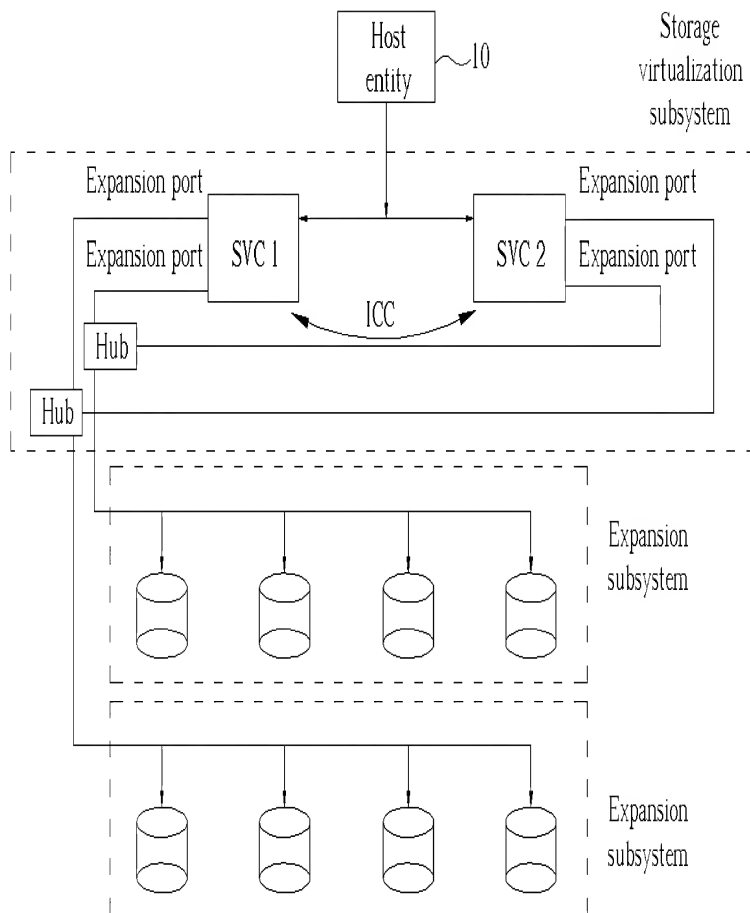 Host
entity
10
Storage
virtualization
subsystem
Expansion port
Expansion port
SVC 1
SVC 2
Expansion port
Expansion port
ICC
Hub
Hub
Expansion
subsystem
Expansion
subsystem